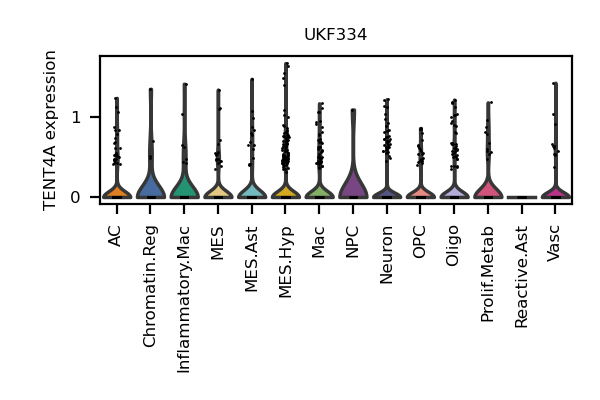 UKF334
TENT4A expression
1
0
AC
Chromatin.Reg
Inflammatory.Mac
MES
MES.Ast
MES.Hyp
Mac
NPC
Neuron
OPC
Oligo
Prolif.Metab
Reactive.Ast
Vasc